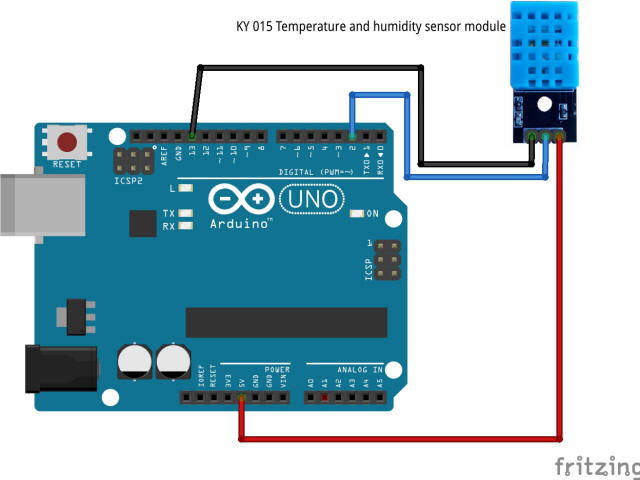 KY 015 Temperature and humidity sensor module
RESET
ICSP2
AREF
GND
13
12
~11
~10
~9
8
7
~6
~5
4
~3
2
TX0▶1
RX0◀0
DIGITAL (PWM=~)
L
TX
RX
UNO
Arduino™
ON
1
ICSP
POWER
ANALOG IN
IOREF
RESET
3V3
5V
GND
GND
VIN
A0
A1
A2
A3
A4
A5
fritzing